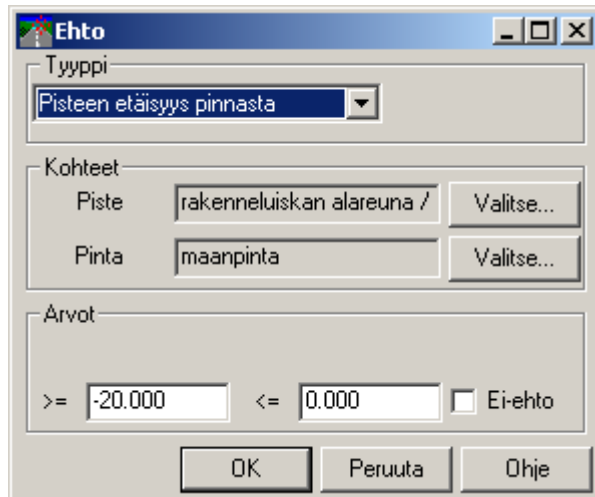 Ehto
Tyyppi
Pisteen etäisyys pinnasta
Kohteet
Piste rakenneluiskan alareuna / Valitse...
Pinta maanpinta Valitse...
Arvot
>= -20.000 <= 0.000 Ei-ehto
OK Peruuta Ohje